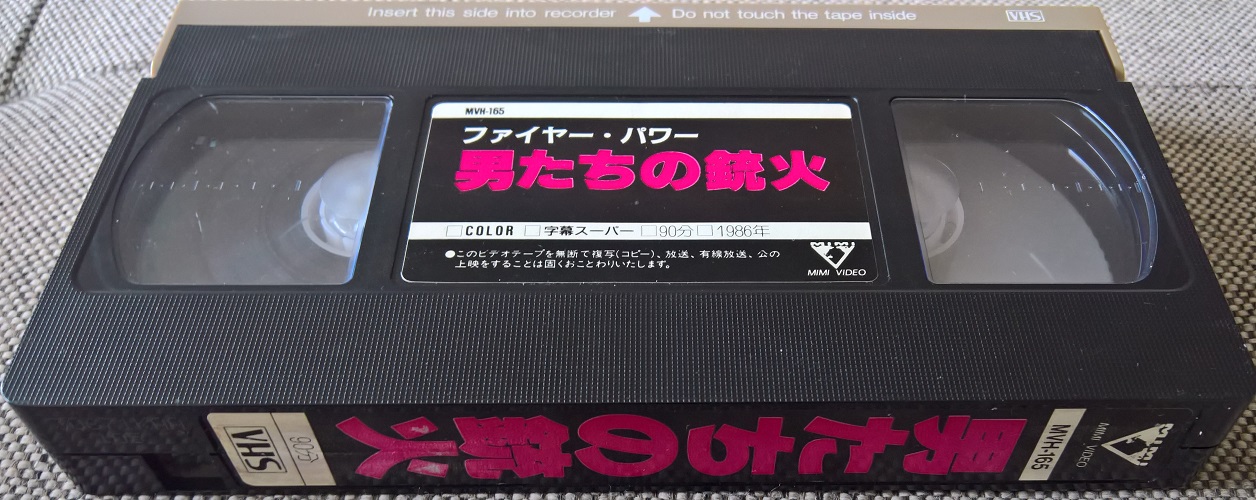 Insert this side into recorder Do not touch the tape inside VHS
MVH-165
ファイヤー・パワー
男たちの銃火
COLOR 字幕スーパー 90分 1986年
●このビデオテープを無断で複写(コピー)、放送、有線放送、公の
上映をすることは固くおことわりいたします。
MIMI VIDEO
MIMI VIDEO
MVH-165
男たちの銃火
90分
VHS